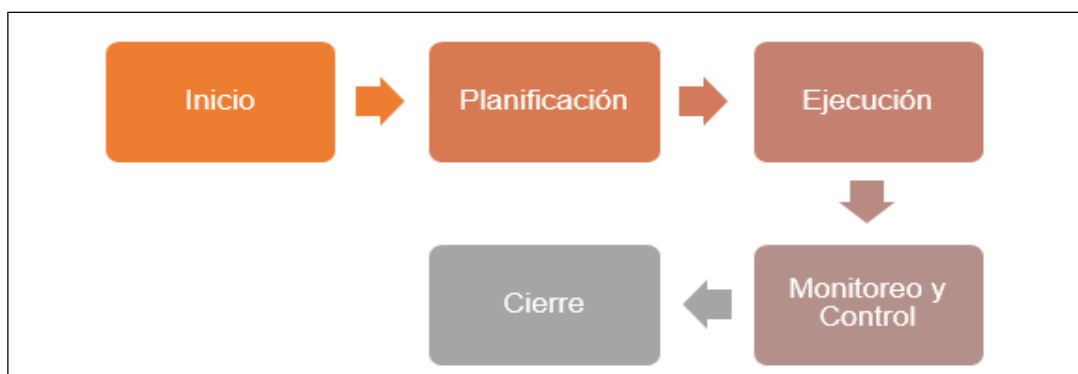 Inicio
Planificación
Ejecución
Monitoreo y
Control
Cierre